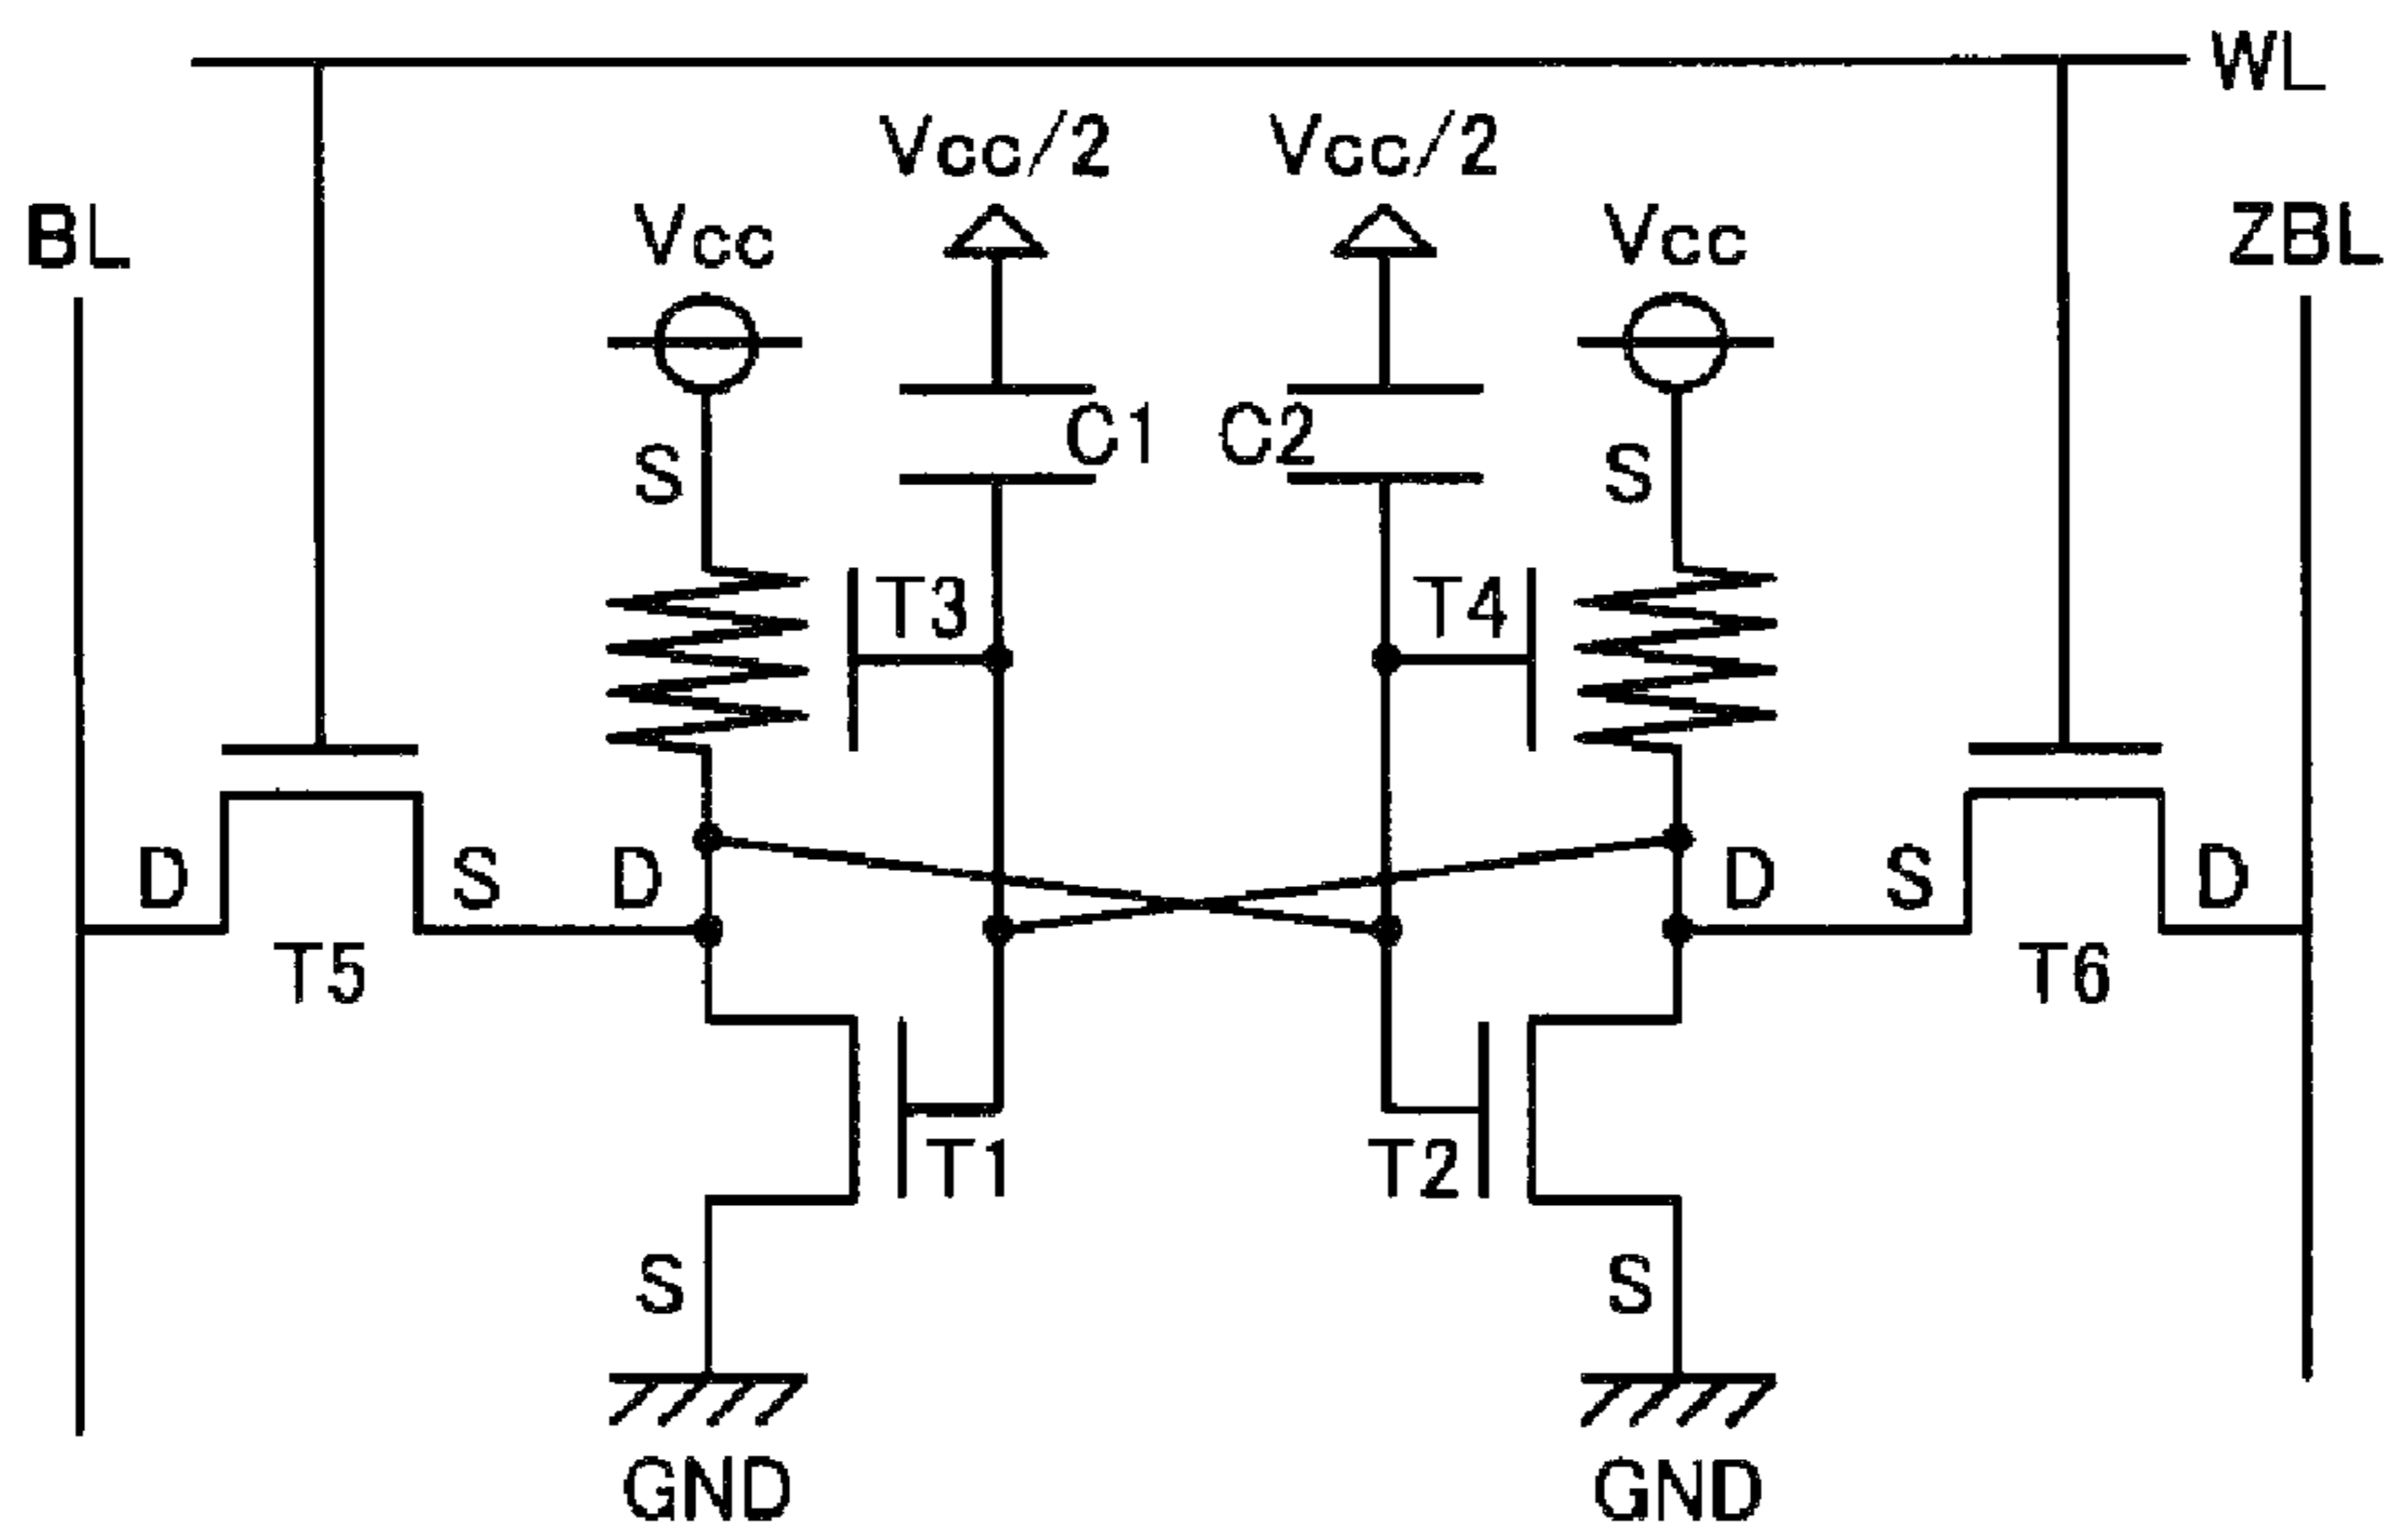 WL
Vcc/2 Vcc/2
BL Vcc Vcc ZBL
C1 C2
S S
T3 T4
D S D D S D
T5 T6
T1 T2
S S
GND GND